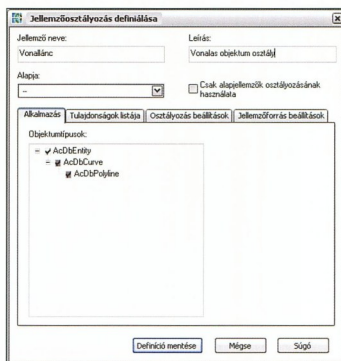 Jellemzőosztályozás definiálása
Jellemző neve:
Leírás:
Vonallánc
Vonalas objektum osztály
Alapja:
--
Csak alapjellemzők osztályozásának használata
Alkalmazás
Tulajdonságok listája
Osztályozás beállítások
Jellemzőforrás beállítások
Objektumtípusok:
AcDbEntity
AcDbCurve
AcDbPolyline
Definíció mentése
Mégse
Súgó